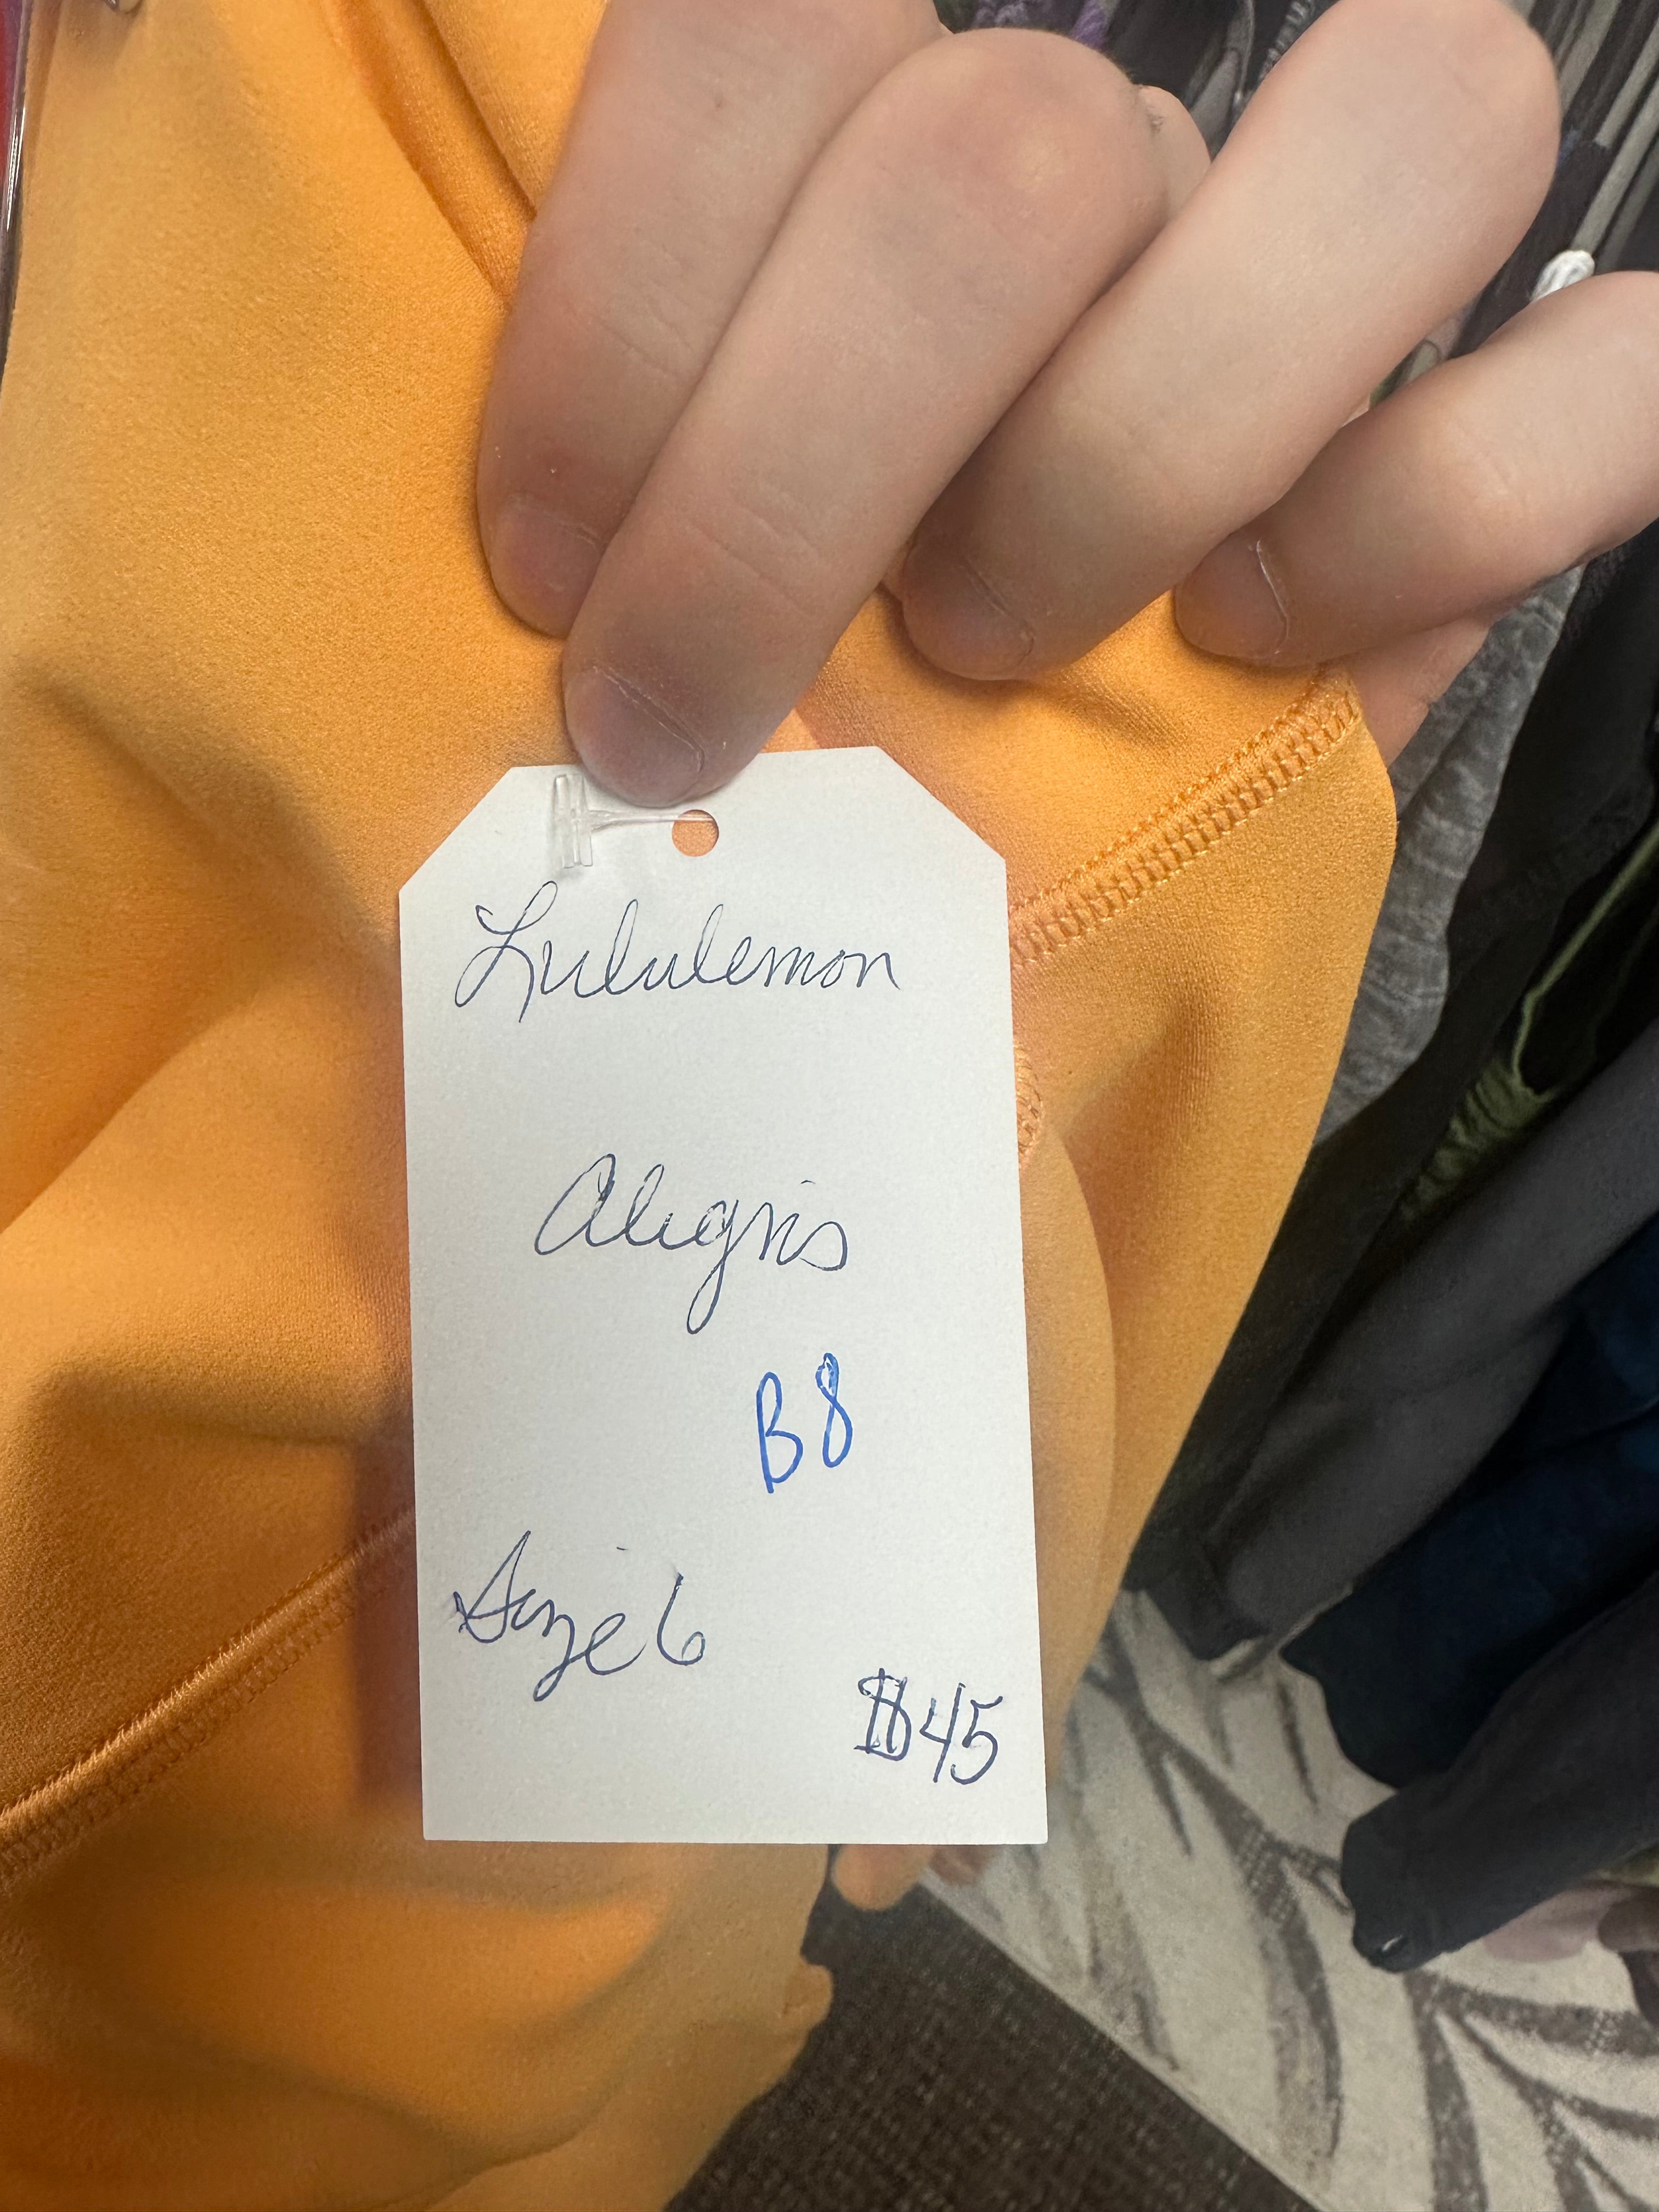 Lululemon
Aligns
B8
Size 6
$45